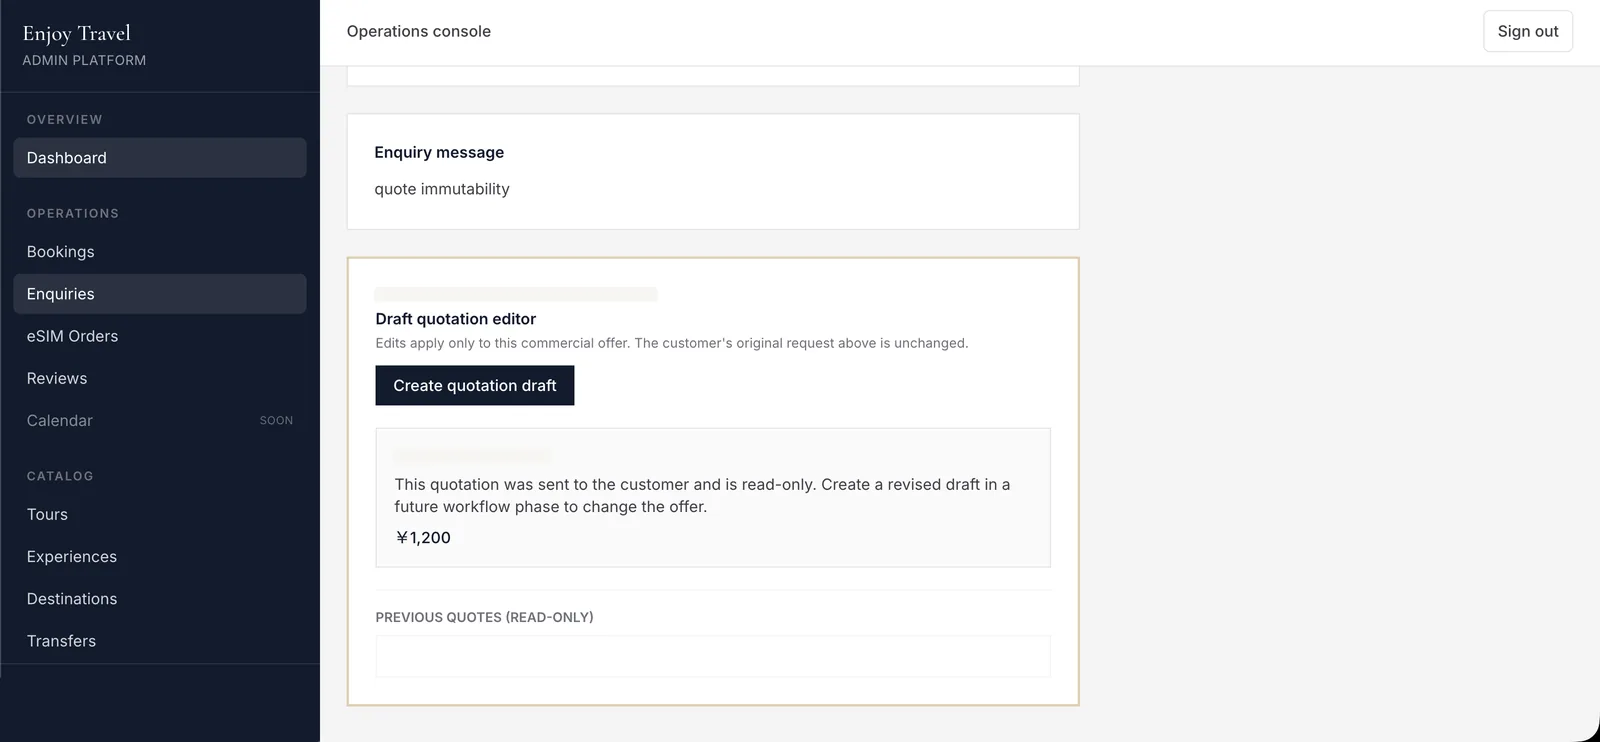 Enjoy Travel
ADMIN PLATFORM
OVERVIEW
Dashboard
OPERATIONS
Bookings
Enquiries
eSIM Orders
Reviews
Calendar
SOON
CATALOG
Tours
Experiences
Destinations
Transfers
Operations console
Sign out
Enquiry message
quote immutability
Draft quotation editor
Edits apply only to this commercial offer. The customer's original request above is unchanged.
Create quotation draft
This quotation was sent to the customer and is read-only. Create a revised draft in a
future workflow phase to change the offer.
¥1,200
PREVIOUS QUOTES (READ-ONLY)